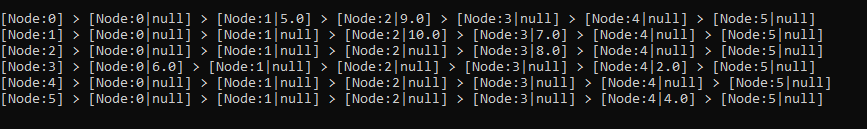 [Node:0] > [Node:0|null] > [Node:1|5.0] > [Node:2|9.0] > [Node:3|null] > [Node:4|null] > [Node:5|null]
[Node:1] > [Node:0|null] > [Node:1|null] > [Node:2|10.0] > [Node:3|7.0] > [Node:4|null] > [Node:5|null]
[Node:2] > [Node:0|null] > [Node:1|null] > [Node:2|null] > [Node:3|8.0] > [Node:4|null] > [Node:5|null]
[Node:3] > [Node:0|6.0] > [Node:1|null] > [Node:2|null] > [Node:3|null] > [Node:4|2.0] > [Node:5|null]
[Node:4] > [Node:0|null] > [Node:1|null] > [Node:2|null] > [Node:3|null] > [Node:4|null] > [Node:5|null]
[Node:5] > [Node:0|null] > [Node:1|null] > [Node:2|null] > [Node:3|null] > [Node:4|4.0] > [Node:5|null]